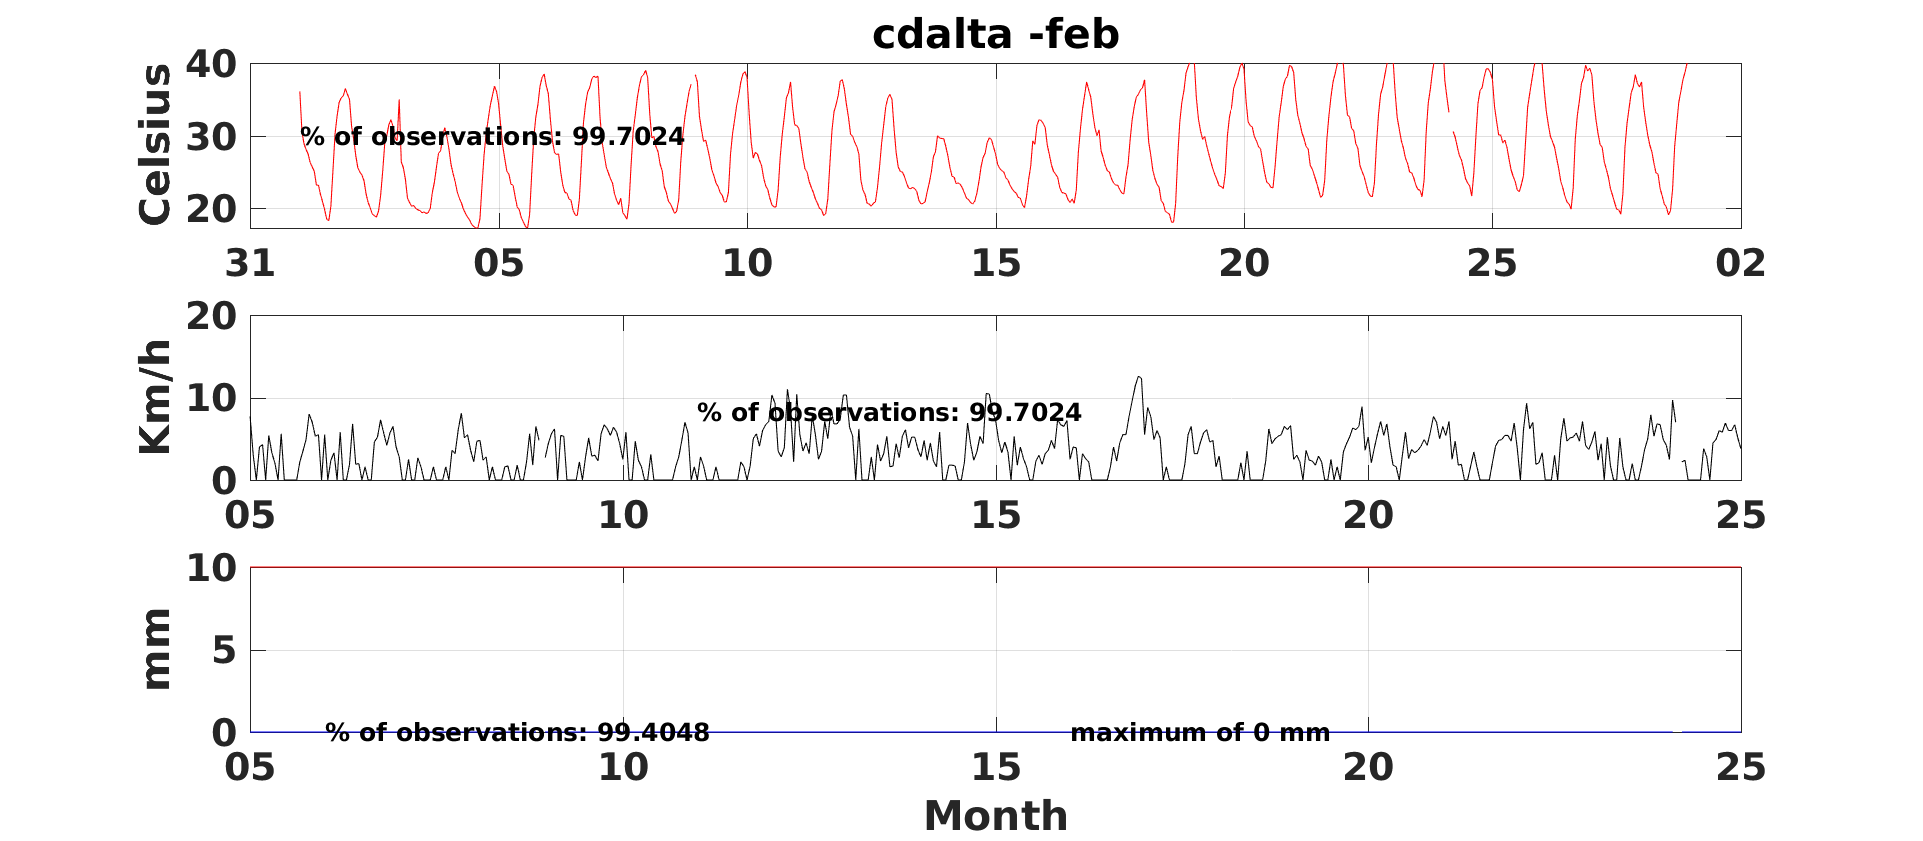 cdalta -feb
40
30
20
Celsius
% of observations: 99.7024
31 05 10 15 20 25 02
20
10
0
Km/h
% of observations: 99.7024
05 10 15 20 25
10
5
0
mm
% of observations: 99.4048 maximum of 0 mm
05 10 15 20 25
Month